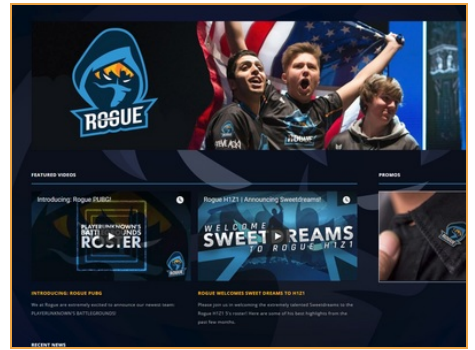 ROGUE
FEATURED VIDEOS
PROMOS
Introducing: Rogue PUBG!
PLAYERUNKNOWN'S
BATTLEGROUNDS
ROSTER
ROGUE
Rogue H1Z1 | Announcing Sweetdreams!
WELCOME
SWEET DREAMS
TO ROGUE H1Z1
INTRODUCING: ROGUE PUBG
We at Rogue are extremely excited to announce our newest team:
PLAYERUNKNOWN'S BATTLEGROUNDS!
ROGUE WELCOMES SWEET DREAMS TO H1Z1
Please join us in welcoming the extremely talented Sweetdreams to the
Rogue H1Z1 5's roster! Here are some of his best highlights from the
past few months.
RECENT NEWS